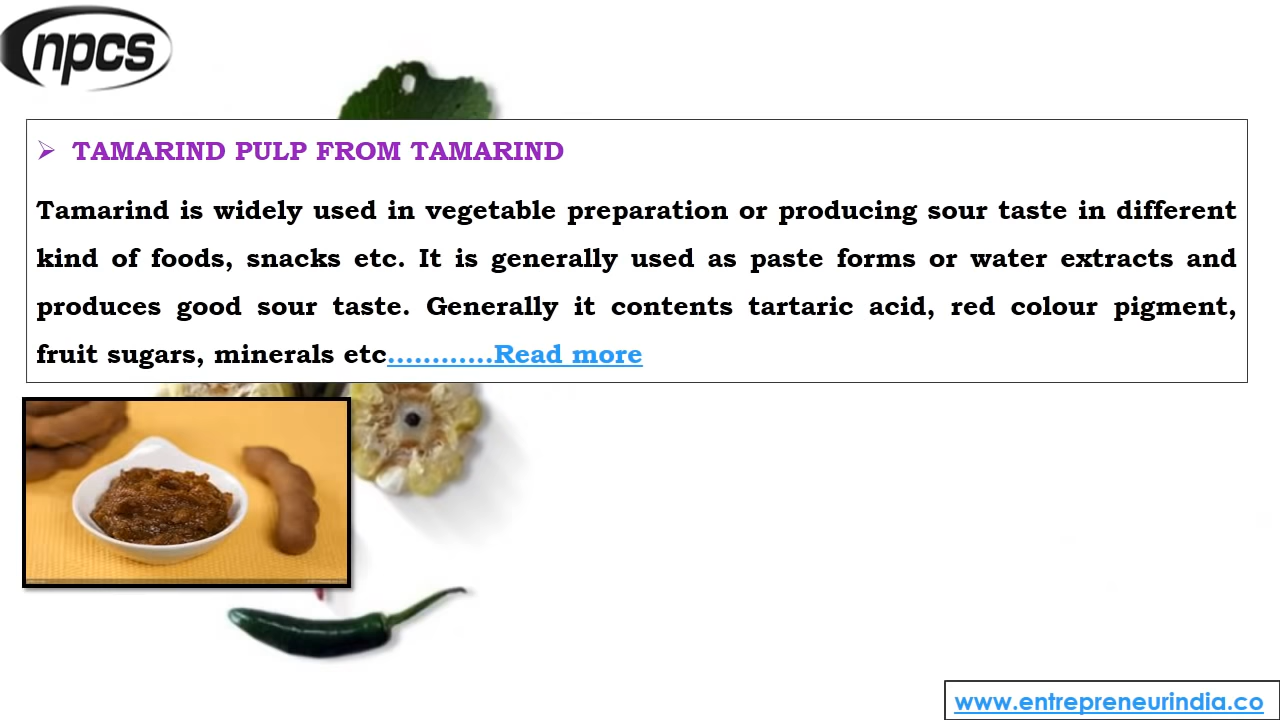 npcs
➢ TAMARIND PULP FROM TAMARIND
Tamarind is widely used in vegetable preparation or producing sour taste in different
kind of foods, snacks etc. It is generally used as paste forms or water extracts and
produces good sour taste. Generally it contents tartaric acid, red colour pigment,
fruit sugars, minerals etc............Read more
www.entrepreneurindia.co